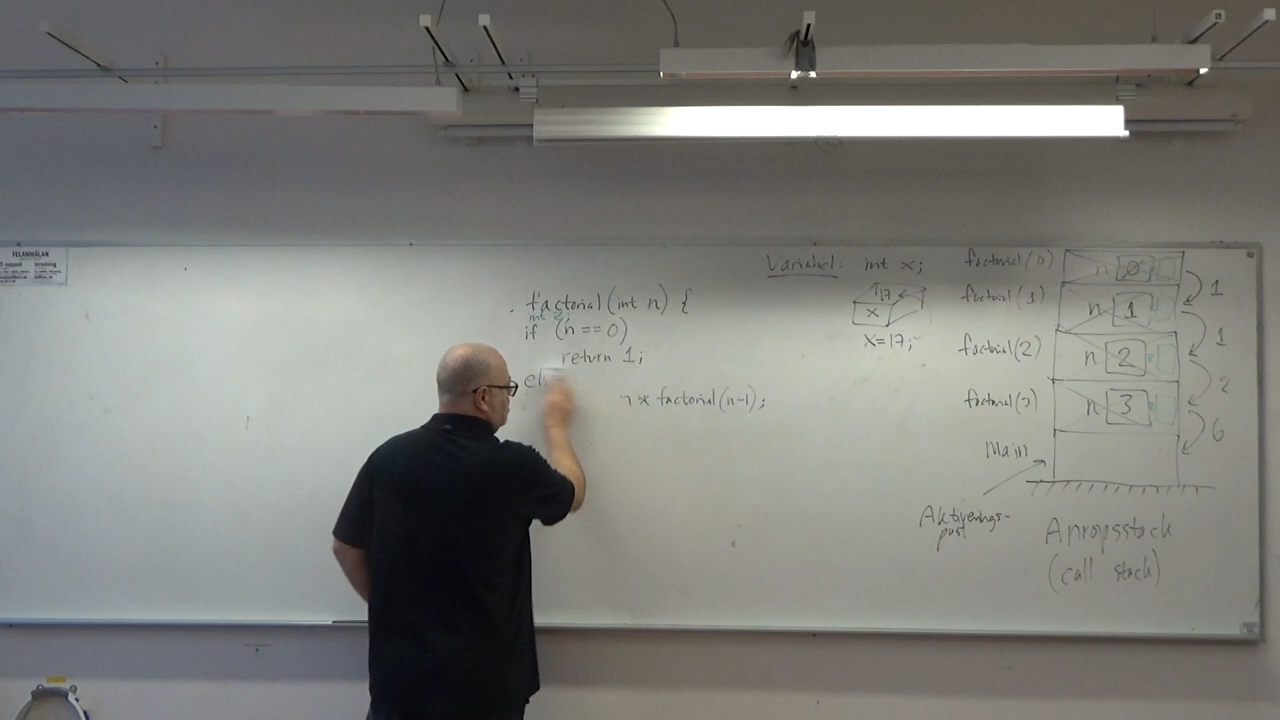 TELANMÄLAN
factorial (int n) {
int
if (n == 0)
return 1;
el
n * factorial (n-1);
Variabel: int x;
17
x
x=17;
factorial (0) n 0
1
factorial (1) n 1
1
factorial (2) n 2
2
factorial (3) n 3
6
Main
Aktiverings-
post
Anropsstack
(call stack)